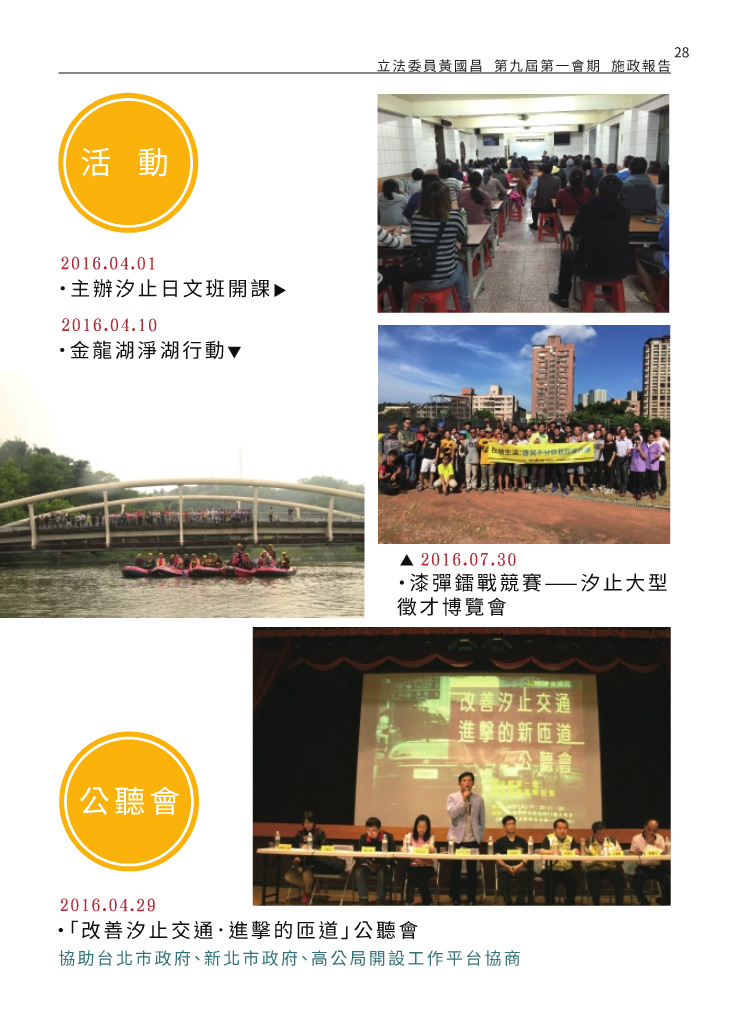 28
立法委員黃國昌 第九屆第一會期 施政報告
活 動
2016.04.01
・主辦汐止日文班開課▶
2016.04.10
・金龍湖淨湖行動▼
▲ 2016.07.30
・漆彈鐳戰競賽——汐止大型
徵才博覽會
改善汐止交通
進擊的新匝道
公聽會
公聽會
2016.04.29
・「改善汐止交通・進擊的匝道」公聽會
協助台北市政府、新北市政府、高公局開設工作平台協商